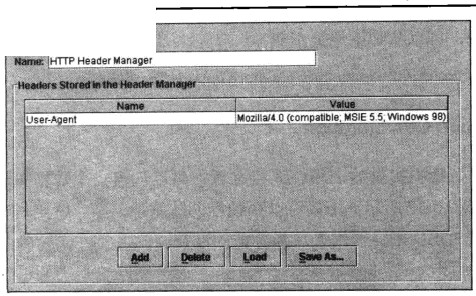 Name: HTTP Header Manager
Headers Stored in the Header Manager
Name Value
User-Agent Mozilla/4.0 (compatible; MSIE 5.5; Windows 98)
Add Delete Load Save As...